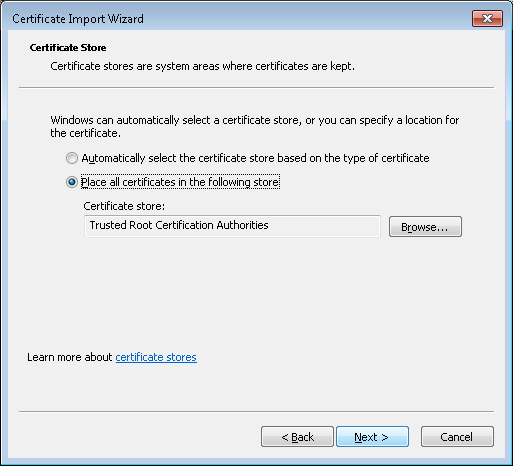 Certificate Import Wizard
Certificate Store
Certificate stores are system areas where certificates are kept.
Windows can automatically select a certificate store, or you can specify a location for
the certificate.
Automatically select the certificate store based on the type of certificate
Place all certificates in the following store
Certificate store:
Trusted Root Certification Authorities
Browse...
Learn more about certificate stores
< Back
Next >
Cancel